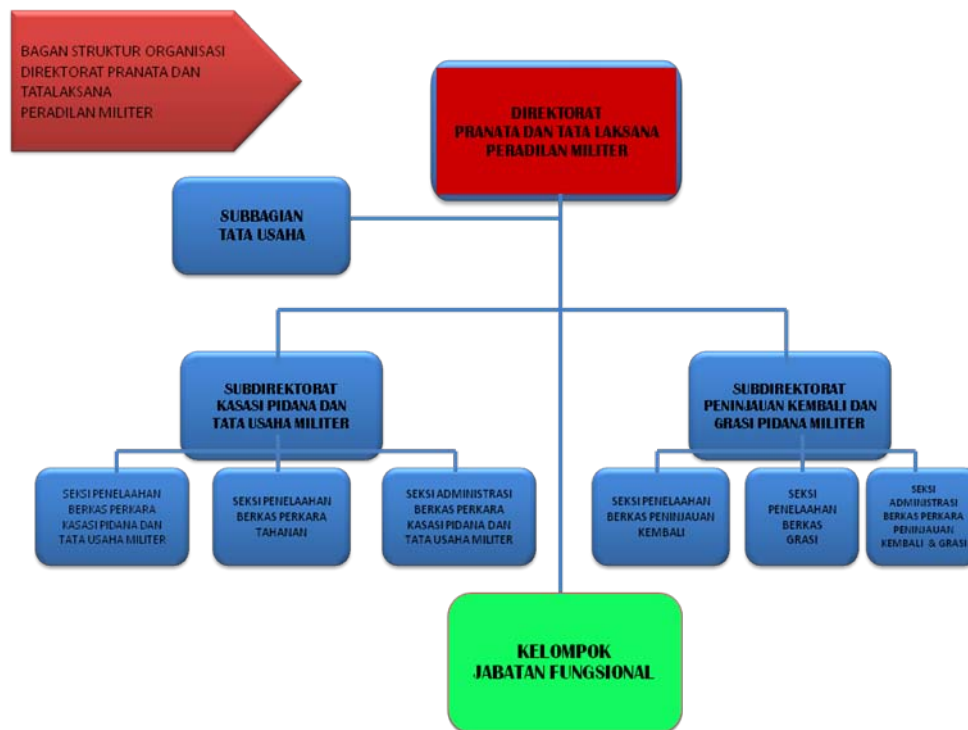 BAGAN STRUKTUR ORGANISASI
DIREKTORAT PRANATA DAN
TATALAKSANA
PERADILAN MILITER
DIREKTORAT
PRANATA DAN TATA LAKSANA
PERADILAN MILITER
SUBBAGIAN
TATA USAHA
SUBDIREKTORAT
KASASI PIDANA DAN
TATA USAHA MILITER
SUBDIREKTORAT
PENINJAUAN KEMBALI DAN
GRASI PIDANA MILITER
SEKSI PENELAAHAN
BERKAS PERKARA
KASASI PIDANA DAN
TATA USAHA MILITER
SEKSI PENELAAHAN
BERKAS PERKARA
TAHANAN
SEKSI ADMINISTRASI
BERKAS PERKARA
KASASI PIDANA DAN
TATA USAHA MILITER
SEKSI PENELAAHAN
BERKAS PENINJAUAN
KEMBALI
SEKSI
PENELAAHAN
BERKAS
GRASI
SEKSI
ADMINISTRASI
BERKAS PERKARA
PENINJAUAN
KEMBALI & GRASI
KELOMPOK
JABATAN FUNGSIONAL